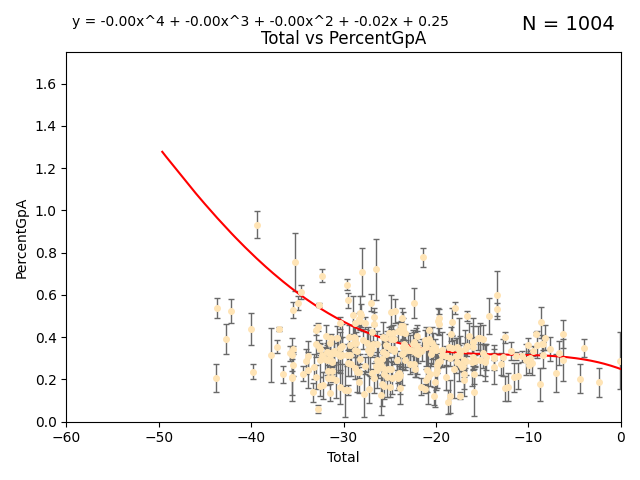 y = -0.00x^4 + -0.00x^3 + -0.00x^2 + -0.02x + 0.25
N = 1004
Total vs PercentGpA
PercentGpA
1.6
1.4
1.2
1.0
0.8
0.6
0.4
0.2
0.0
−60 −50 −40 −30 −20 −10 0
Total